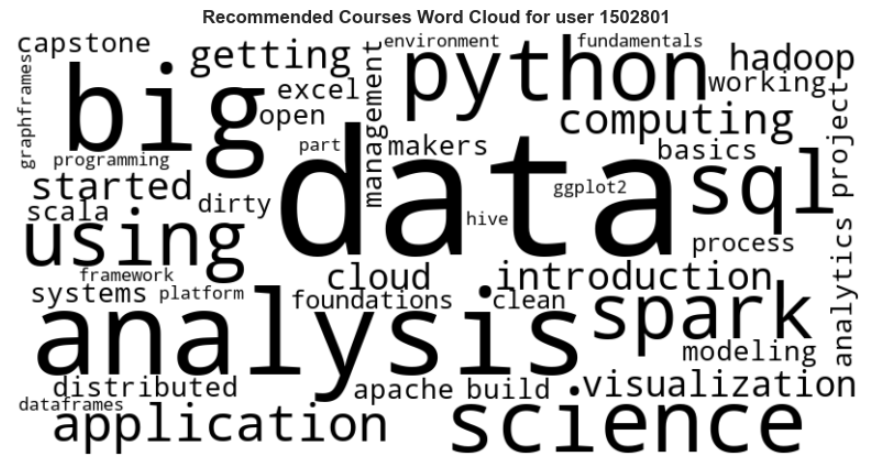 Recommended Courses Word Cloud for user 1502801
capstone
getting
environment
fundamentals
hadoop
big
python
working
graphframes
excel
management
open
computing
project
programming
part
makers
basics
data
started
ggplot2
sql
scala
dirty
hive
using
process
framework
cloud
introduction
analytics
systems
platform
foundations
clean
analysis
spark
modeling
distributed
apache
build
visualization
dataframes
application
science